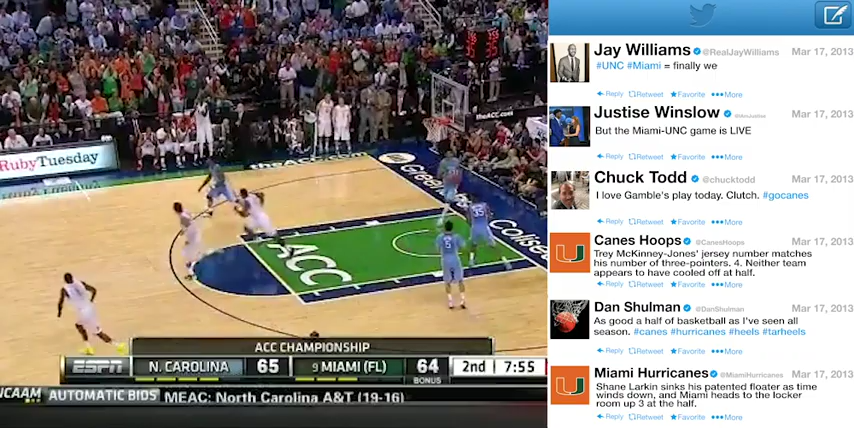 theACC.com
RubyTuesday
theACC.com
Greensboro
Coliseum
ACC
ACC CHAMPIONSHIP
ESPN N. CAROLINA 65 9 MIAMI (FL) 64 2nd 7:55
BONUS
NCAAM AUTOMATIC BIDS MEAC: North Carolina A&T (19-16)
Jay Williams @RealJayWilliams Mar 17, 2013
#UNC #Miami = finally we
Reply Retweet Favorite More
Justise Winslow Mar 17, 2013
But the Miami-UNC game is LIVE
Reply Retweet Favorite More
Chuck Todd @chucktodd Mar 17, 2013
I love Gamble's play today. Clutch. #gocanes
Reply Retweet Favorite More
Canes Hoops @CanesHoops Mar 17, 2013
Trey McKinney-Jones' jersey number matches
his number of three-pointers. 4. Neither team
appears to have cooled off at half.
Reply Retweet Favorite More
Dan Shulman @DanShulman Mar 17, 2013
As good a half of basketball as I've seen all
season. #canes #hurricanes #heels #tarheels
Reply Retweet Favorite More
Miami Hurricanes @MiamiHurricanes Mar 17, 2013
Shane Larkin sinks his patented floater as time
winds down, and Miami heads to the locker
room up 3 at the half.
Reply Retweet Favorite More